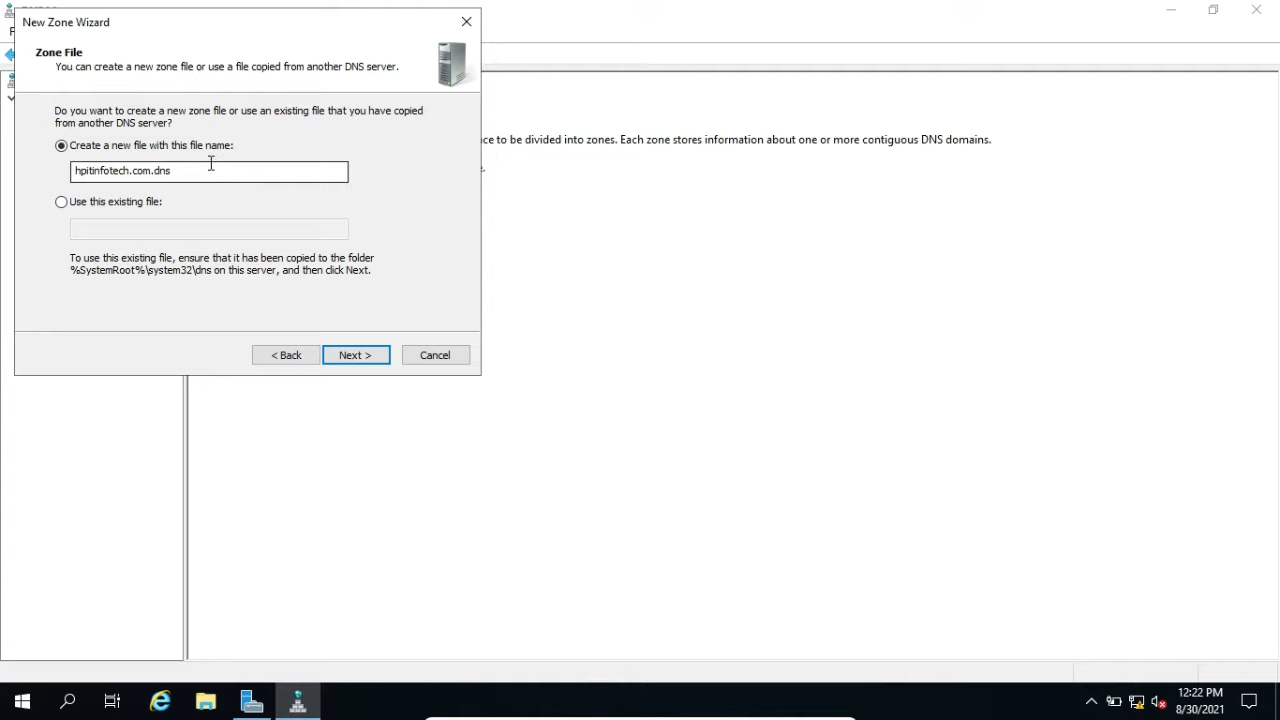 New Zone Wizard
Zone File
You can create a new zone file or use a file copied from another DNS server.
Do you want to create a new zone file or use an existing file that you have copied
from another DNS server?
Create a new file with this file name:
hpitinfotech.com.dns
Use this existing file:
To use this existing file, ensure that it has been copied to the folder
%SystemRoot%\system32\dns on this server, and then click Next.
< Back
Next >
Cancel
ce to be divided into zones. Each zone stores information about one or more contiguous DNS domains.
12:22 PM
8/30/2021